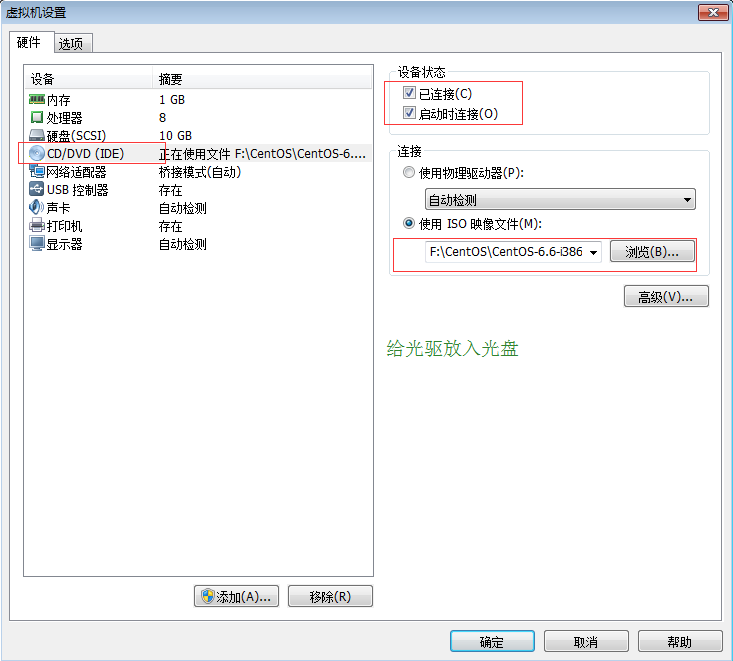 虚拟机设置
硬件 选项
设备 摘要
内存 1 GB
处理器 8
硬盘(SCSI) 10 GB
CD/DVD (IDE) 正在使用文件 F:\CentOS\CentOS-6....
网络适配器 桥接模式(自动)
USB 控制器 存在
声卡 自动检测
打印机 存在
显示器 自动检测
添加(A)... 移除(R)
设备状态
已连接(C)
启动时连接(O)
连接
使用物理驱动器(P):
自动检测
使用 ISO 映像文件(M):
F:\CentOS\CentOS-6.6-i386 浏览(B)...
高级(V)...
给光驱放入光盘
确定 取消 帮助